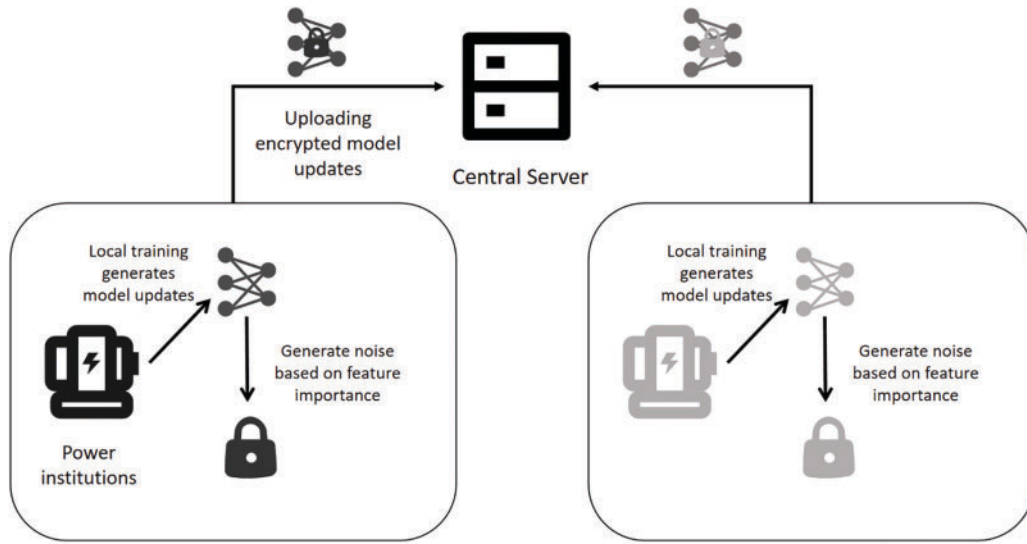 Uploading
encrypted model
updates
Central Server
Local training
generates
model updates
Generate noise
based on feature
importance
Power
institutions
Local training
generates
model updates
Generate noise
based on feature
importance